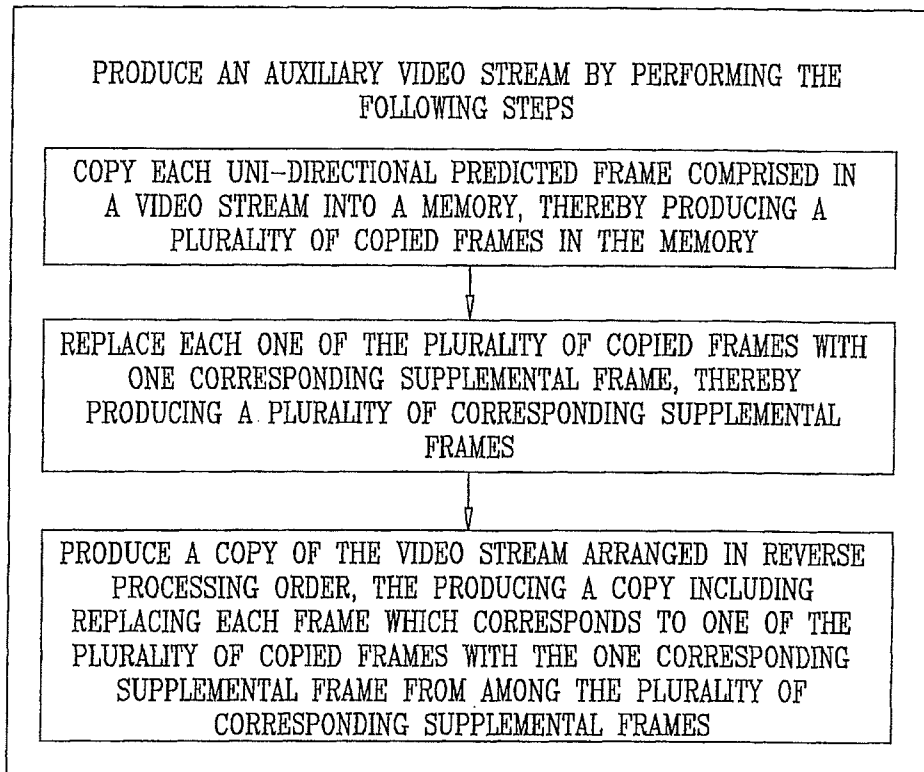 PRODUCE AN AUXILIARY VIDEO STREAM BY PERFORMING THE
FOLLOWING STEPS
COPY EACH UNI-DIRECTIONAL PREDICTED FRAME COMPRISED IN
A VIDEO STREAM INTO A MEMORY, THEREBY PRODUCING A
PLURALITY OF COPIED FRAMES IN THE MEMORY
REPLACE EACH ONE OF THE PLURALITY OF COPIED FRAMES WITH
ONE CORRESPONDING SUPPLEMENTAL FRAME, THEREBY
PRODUCING A PLURALITY OF CORRESPONDING SUPPLEMENTAL
FRAMES
PRODUCE A COPY OF THE VIDEO STREAM ARRANGED IN REVERSE
PROCESSING ORDER, THE PRODUCING A COPY INCLUDING
REPLACING EACH FRAME WHICH CORRESPONDS TO ONE OF THE
PLURALITY OF COPIED FRAMES WITH THE ONE CORRESPONDING
SUPPLEMENTAL FRAME FROM AMONG THE PLURALITY OF
CORRESPONDING SUPPLEMENTAL FRAMES